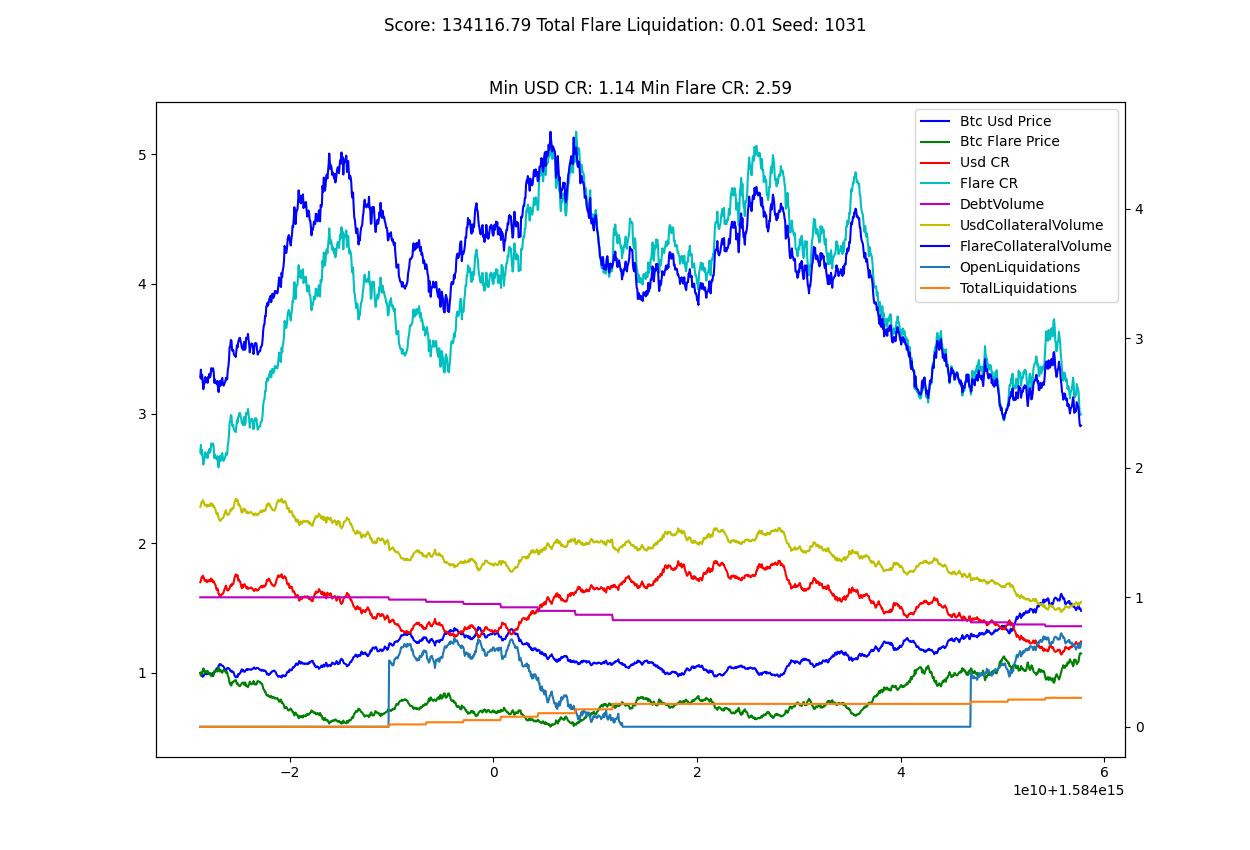 Score: 134116.79 Total Flare Liquidation: 0.01 Seed: 1031
Min USD CR: 1.14 Min Flare CR: 2.59
Btc Usd Price
Btc Flare Price
Usd CR
Flare CR
DebtVolume
UsdCollateralVolume
FlareCollateralVolume
OpenLiquidations
TotalLiquidations
5
4
3
2
1
4
3
2
1
0
−2
0
2
4
6
1e10+1.584e15